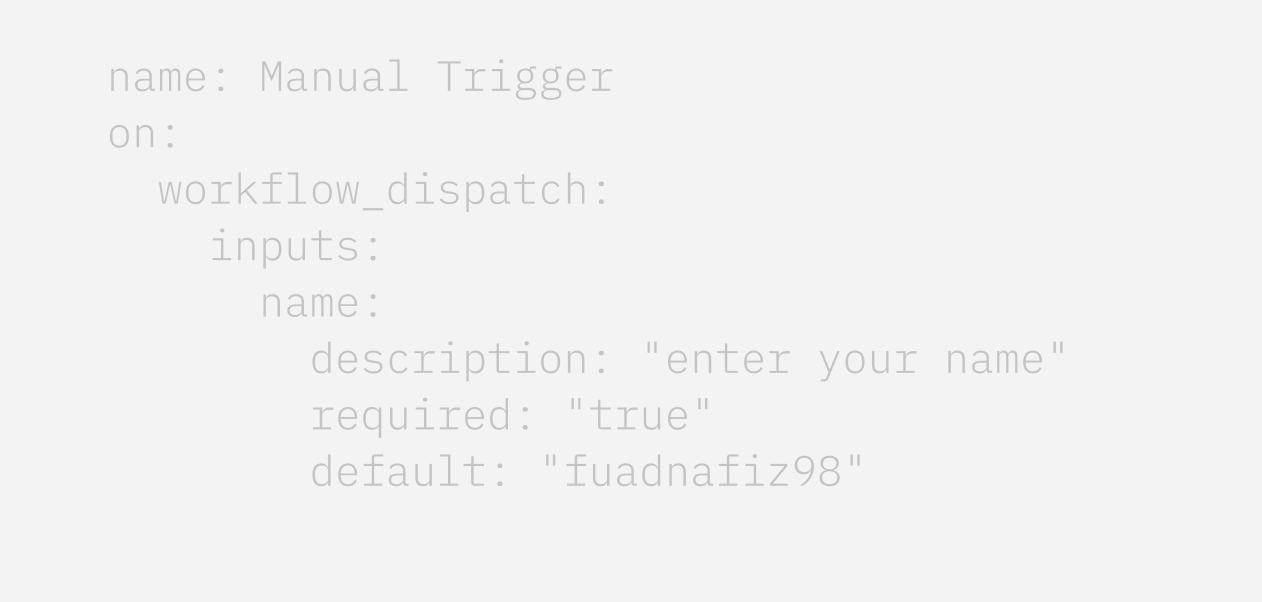 name: Manual Trigger
on:
  workflow_dispatch:
    inputs:
      name:
        description: "enter your name"
        required: "true"
        default: "fuadnafiz98"